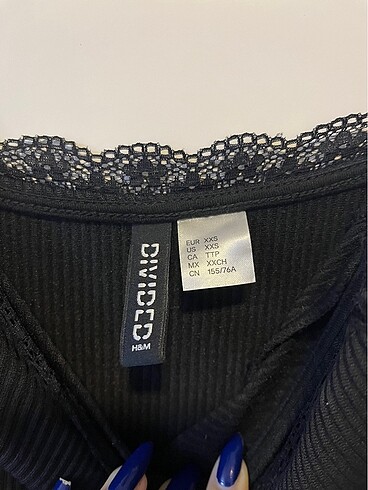 DIVIDED
H&M
EUR XXS
US XXS
CA TTP
MX XXCH
CN 155/76A